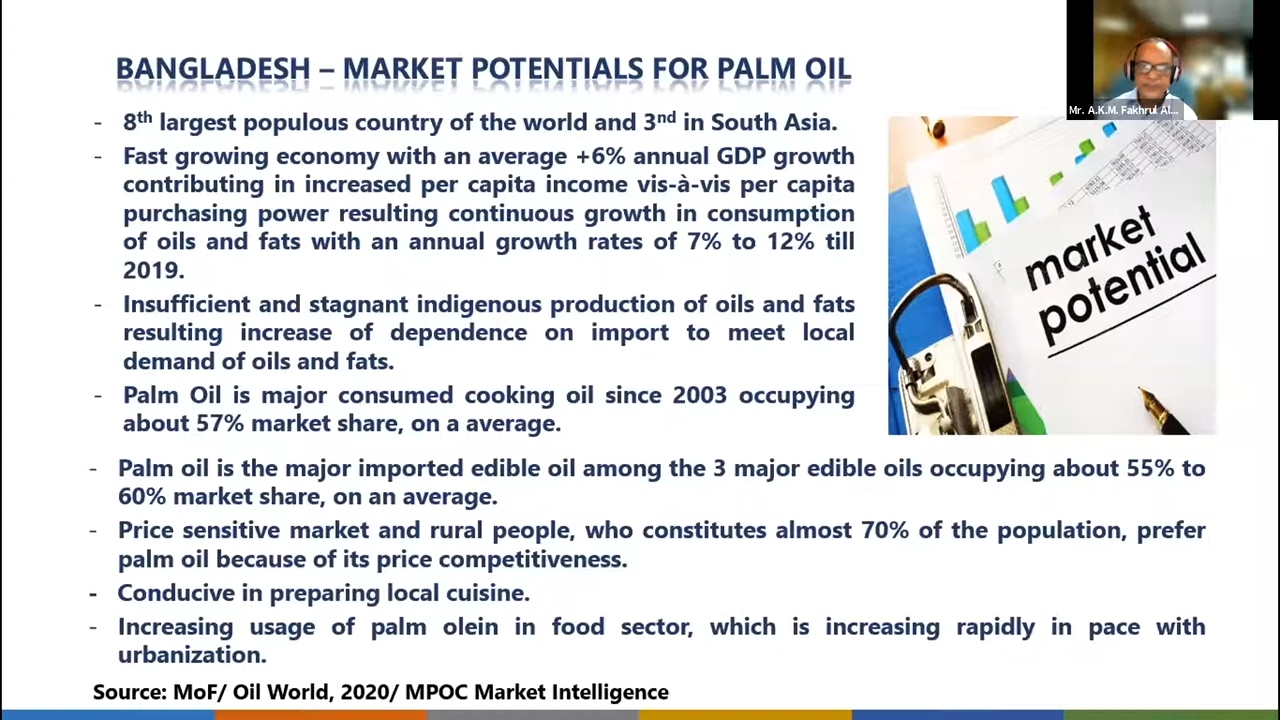 BANGLADESH – MARKET POTENTIALS FOR PALM OIL
Mr. A.K.M. Fakhrul Al...
- 8th largest populous country of the world and 3nd in South Asia.
- Fast growing economy with an average +6% annual GDP growth
contributing in increased per capita income vis-à-vis per capita
purchasing power resulting continuous growth in consumption
of oils and fats with an annual growth rates of 7% to 12% till
2019.
- Insufficient and stagnant indigenous production of oils and fats
resulting increase of dependence on import to meet local
demand of oils and fats.
- Palm Oil is major consumed cooking oil since 2003 occupying
about 57% market share, on a average.
market
potential
- Palm oil is the major imported edible oil among the 3 major edible oils occupying about 55% to
60% market share, on an average.
- Price sensitive market and rural people, who constitutes almost 70% of the population, prefer
palm oil because of its price competitiveness.
- Conducive in preparing local cuisine.
- Increasing usage of palm olein in food sector, which is increasing rapidly in pace with
urbanization.
Source: MoF/ Oil World, 2020/ MPOC Market Intelligence